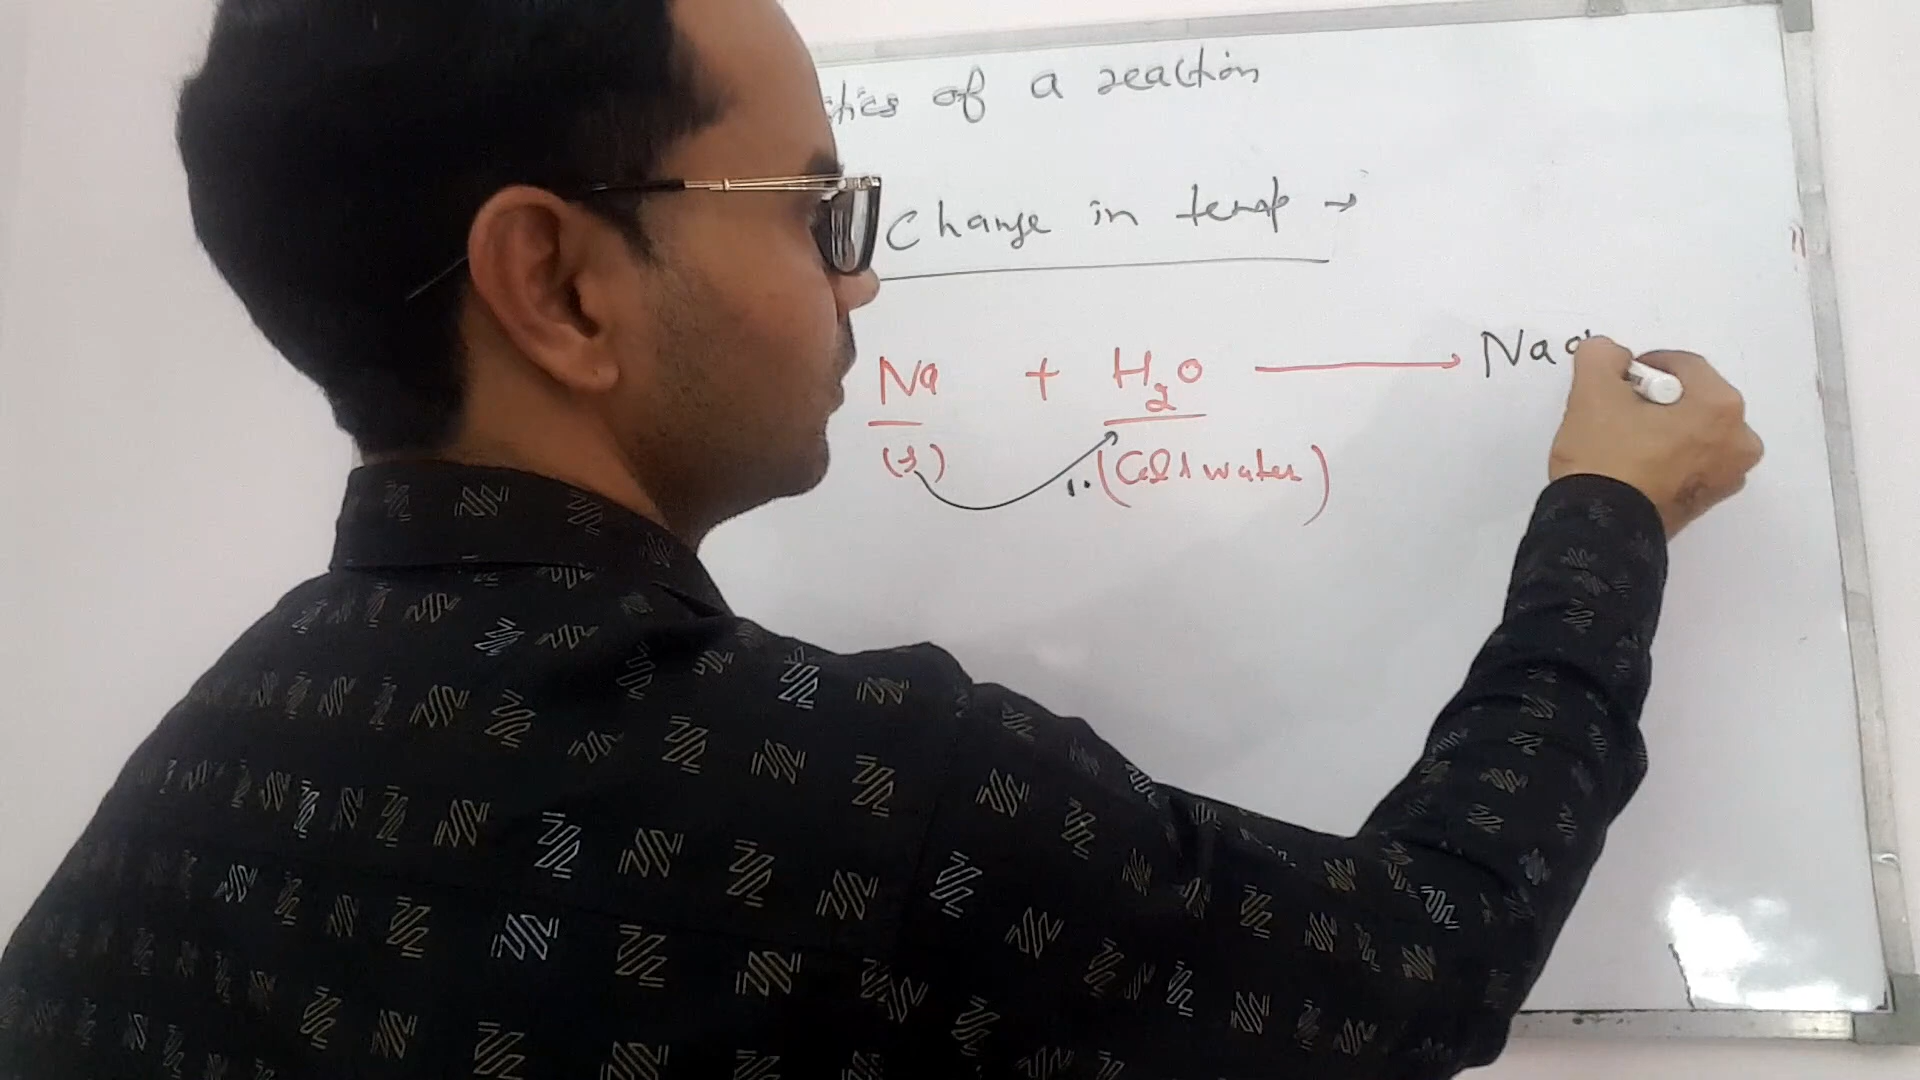 of a reaction
Change in temp →
Na + H₂O ⟶ Na
(s) (Cold water)